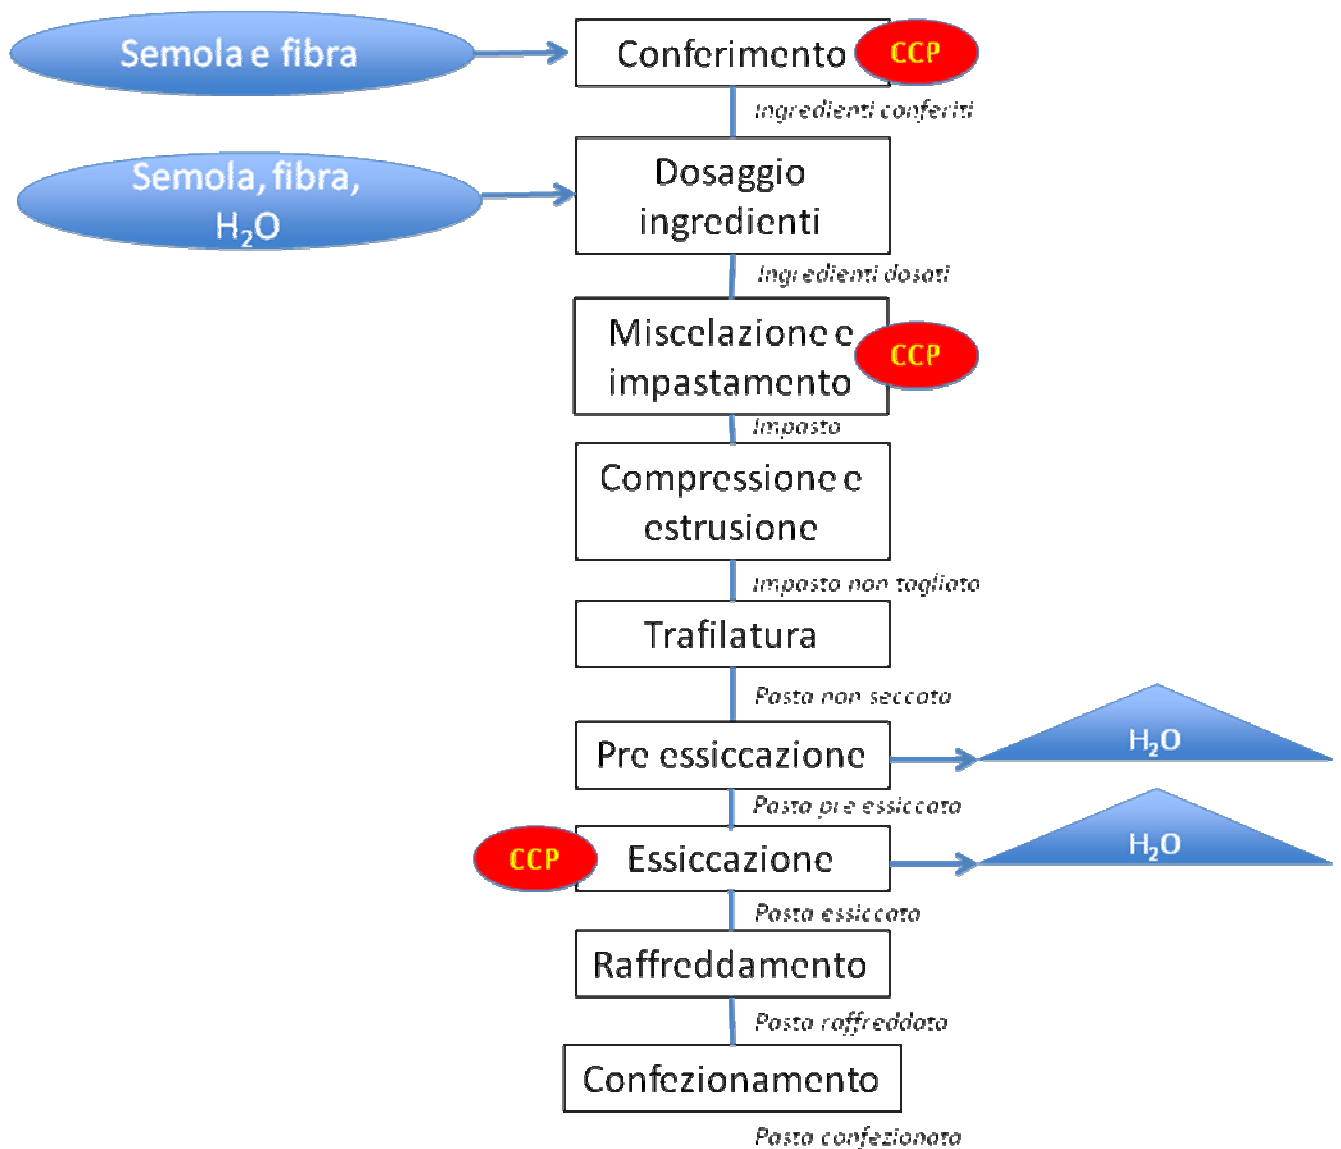 Semola e fibra
Conferimento
CCP
Ingredienti conferiti
Semola, fibra,
H₂O
Dosaggio
ingredienti
Ingredienti dosati
Miscelazione e
impastamento
CCP
Impasto
Compressione e
estrusione
Impasto non tagliato
Trafilatura
Pasta non seccata
Pre essiccazione
H₂O
Pasta pre essiccata
CCP
Essiccazione
H₂O
Pasta essiccata
Raffreddamento
Pasta raffreddata
Confezionamento
Pasta confezionata